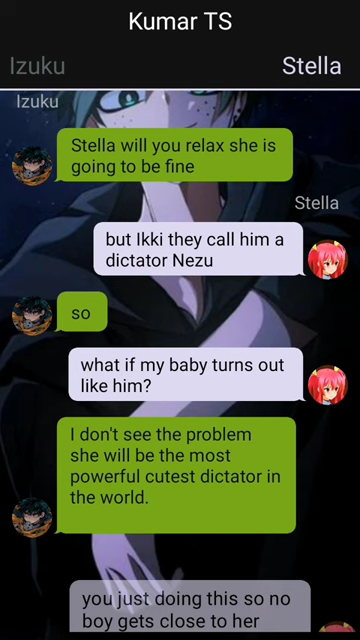 Kumar TS
Izuku
Stella
Izuku
Stella will you relax she is
going to be fine
Stella
but Ikki they call him a
dictator Nezu
so
what if my baby turns out
like him?
I don't see the problem
she will be the most
powerful cutest dictator in
the world.
you just doing this so no
boy gets close to her